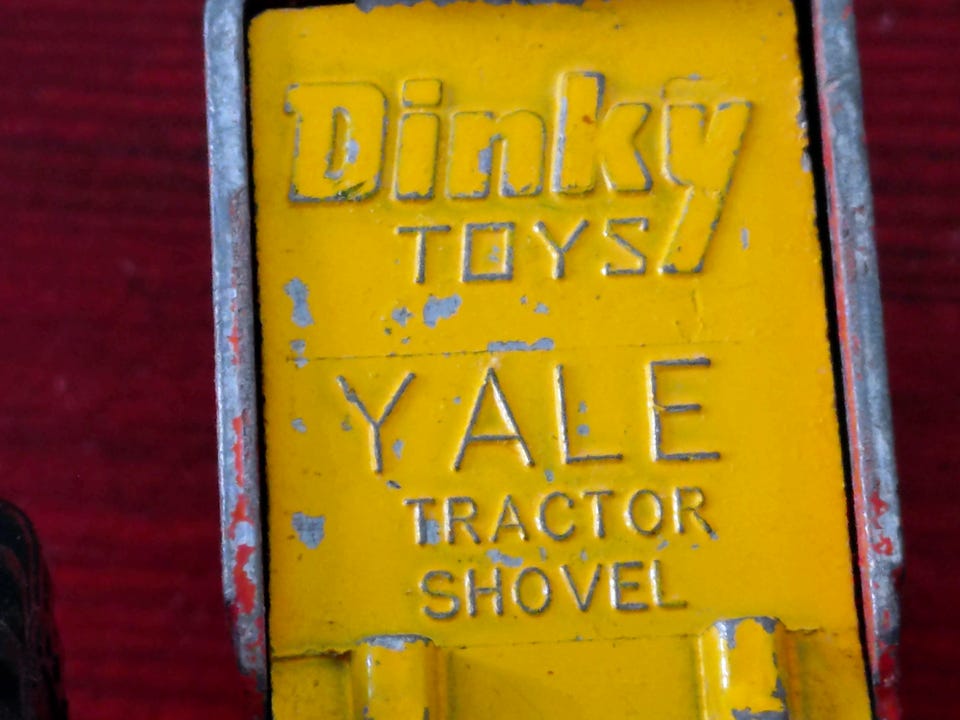 Dinky
TOYS
YALE
TRACTOR
SHOVEL